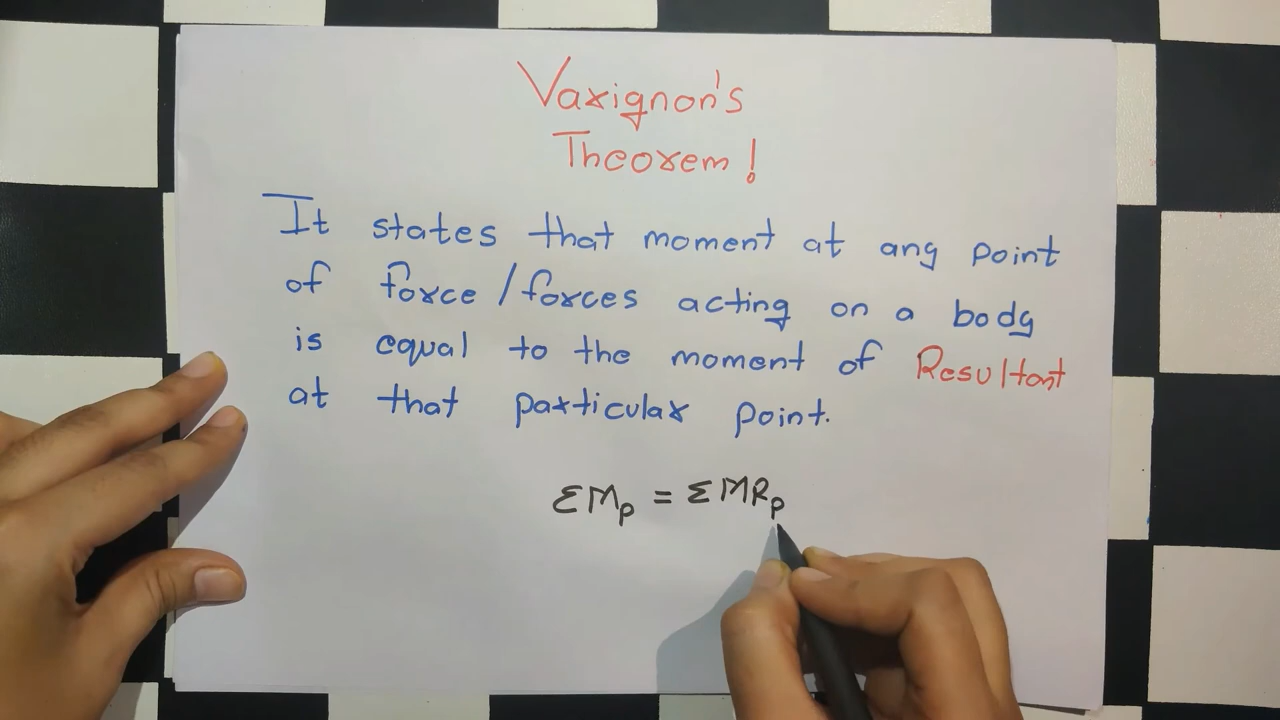 Varignon's
Theorem!
It states that moment at any point
of force/forces acting on a body
is equal to the moment of Resultant
at that particular point.
ΣMp = ΣMRp